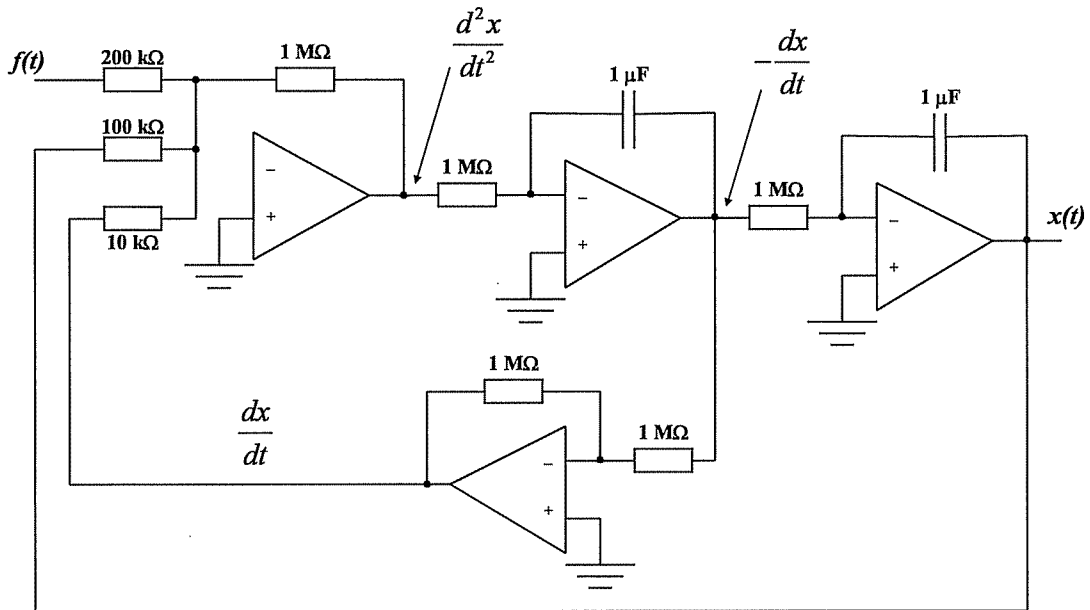 f(t)
200 kΩ
1 MΩ
d²x
dt²
100 kΩ
10 kΩ
−
+
1 MΩ
1 μF
−
+
− dx
dt
1 MΩ
1 μF
−
+
x(t)
1 MΩ
1 MΩ
−
+
dx
dt